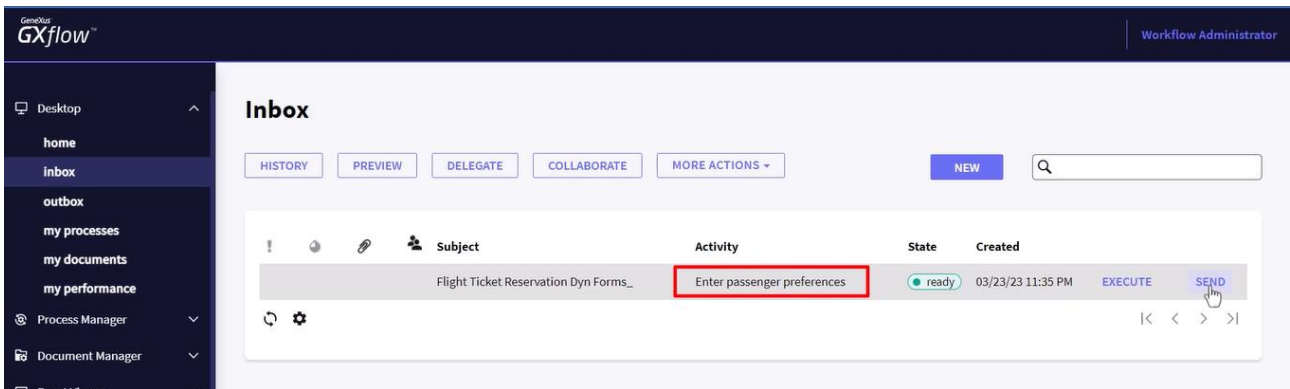 GeneXus
GXflow™
Workflow Administrator
Desktop
home
inbox
outbox
my processes
my documents
my performance
Process Manager
Document Manager
Inbox
HISTORY PREVIEW DELEGATE COLLABORATE MORE ACTIONS NEW
Subject Activity State Created
Flight Ticket Reservation Dyn Forms_ Enter passenger preferences ready 03/23/23 11:35 PM EXECUTE SEND